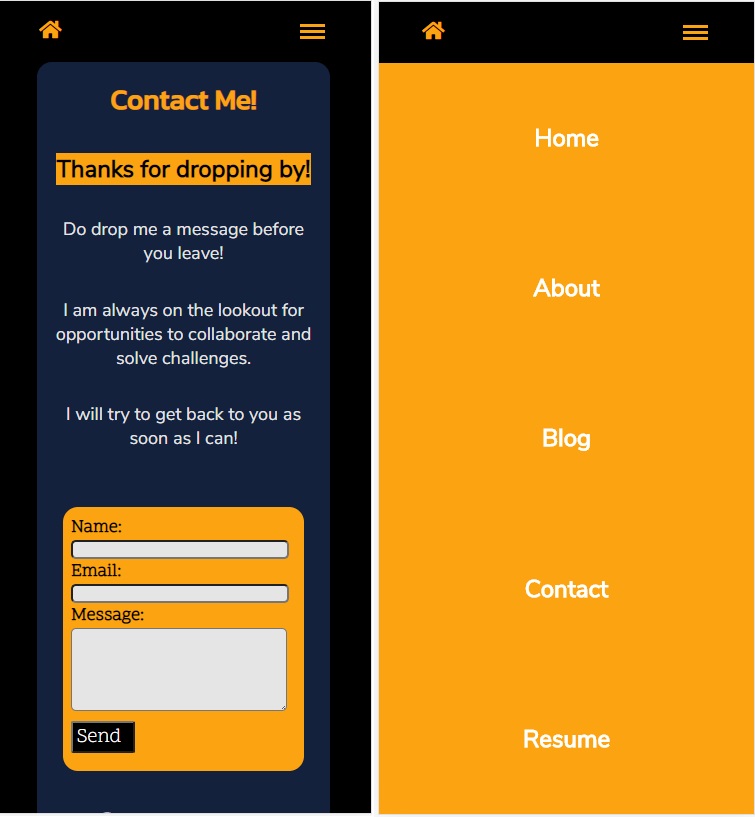 Contact Me!
Thanks for dropping by!
Do drop me a message before
you leave!
I am always on the lookout for
opportunities to collaborate and
solve challenges.
I will try to get back to you as
soon as I can!
Name:
Email:
Message:
Send
Home
About
Blog
Contact
Resume